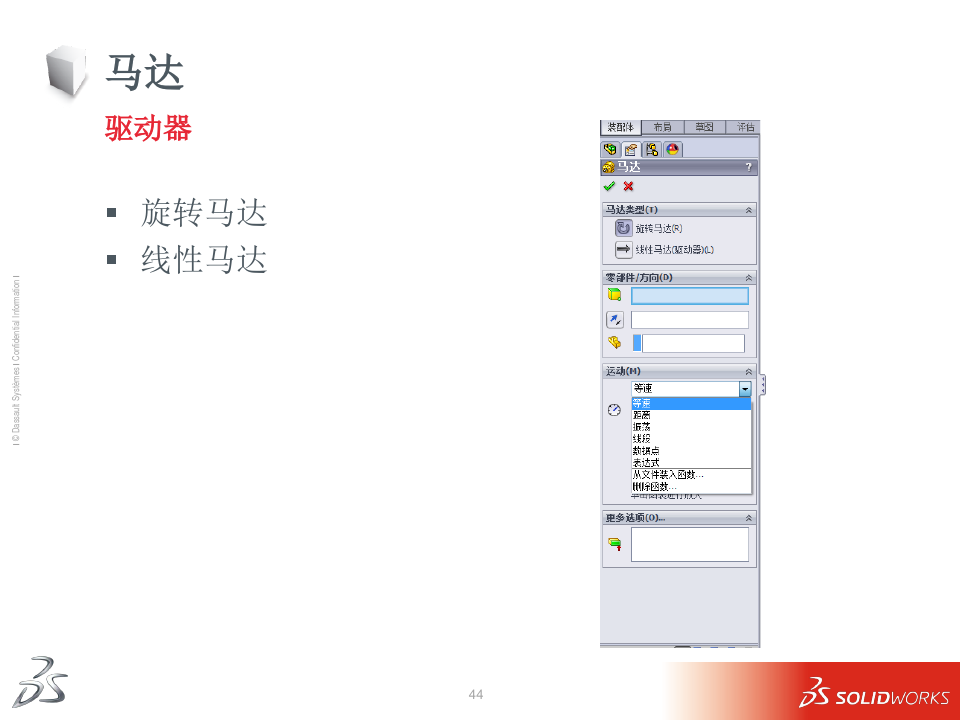 马达
驱动器
旋转马达
线性马达
I © Dassault Systèmes I Confidential Information I
装配体 布局 草图 评估
马达 ?
马达类型(T)
旋转马达(R)
线性马达(驱动器)(L)
零部件/方向(D)
运动(M)
等速
等速
距离
振荡
线段
数据点
表达式
从文件装入函数...
删除函数...
更多选项(O)...
44
SOLIDWORKS